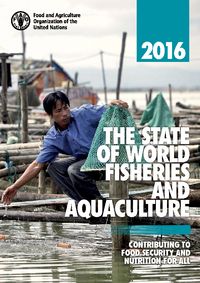 Food and Agriculture
Organization of the
United Nations
2016
THE STATE
OF WORLD
FISHERIES
AND
AQUACULTURE
CONTRIBUTING TO
FOOD SECURITY AND
NUTRITION FOR ALL